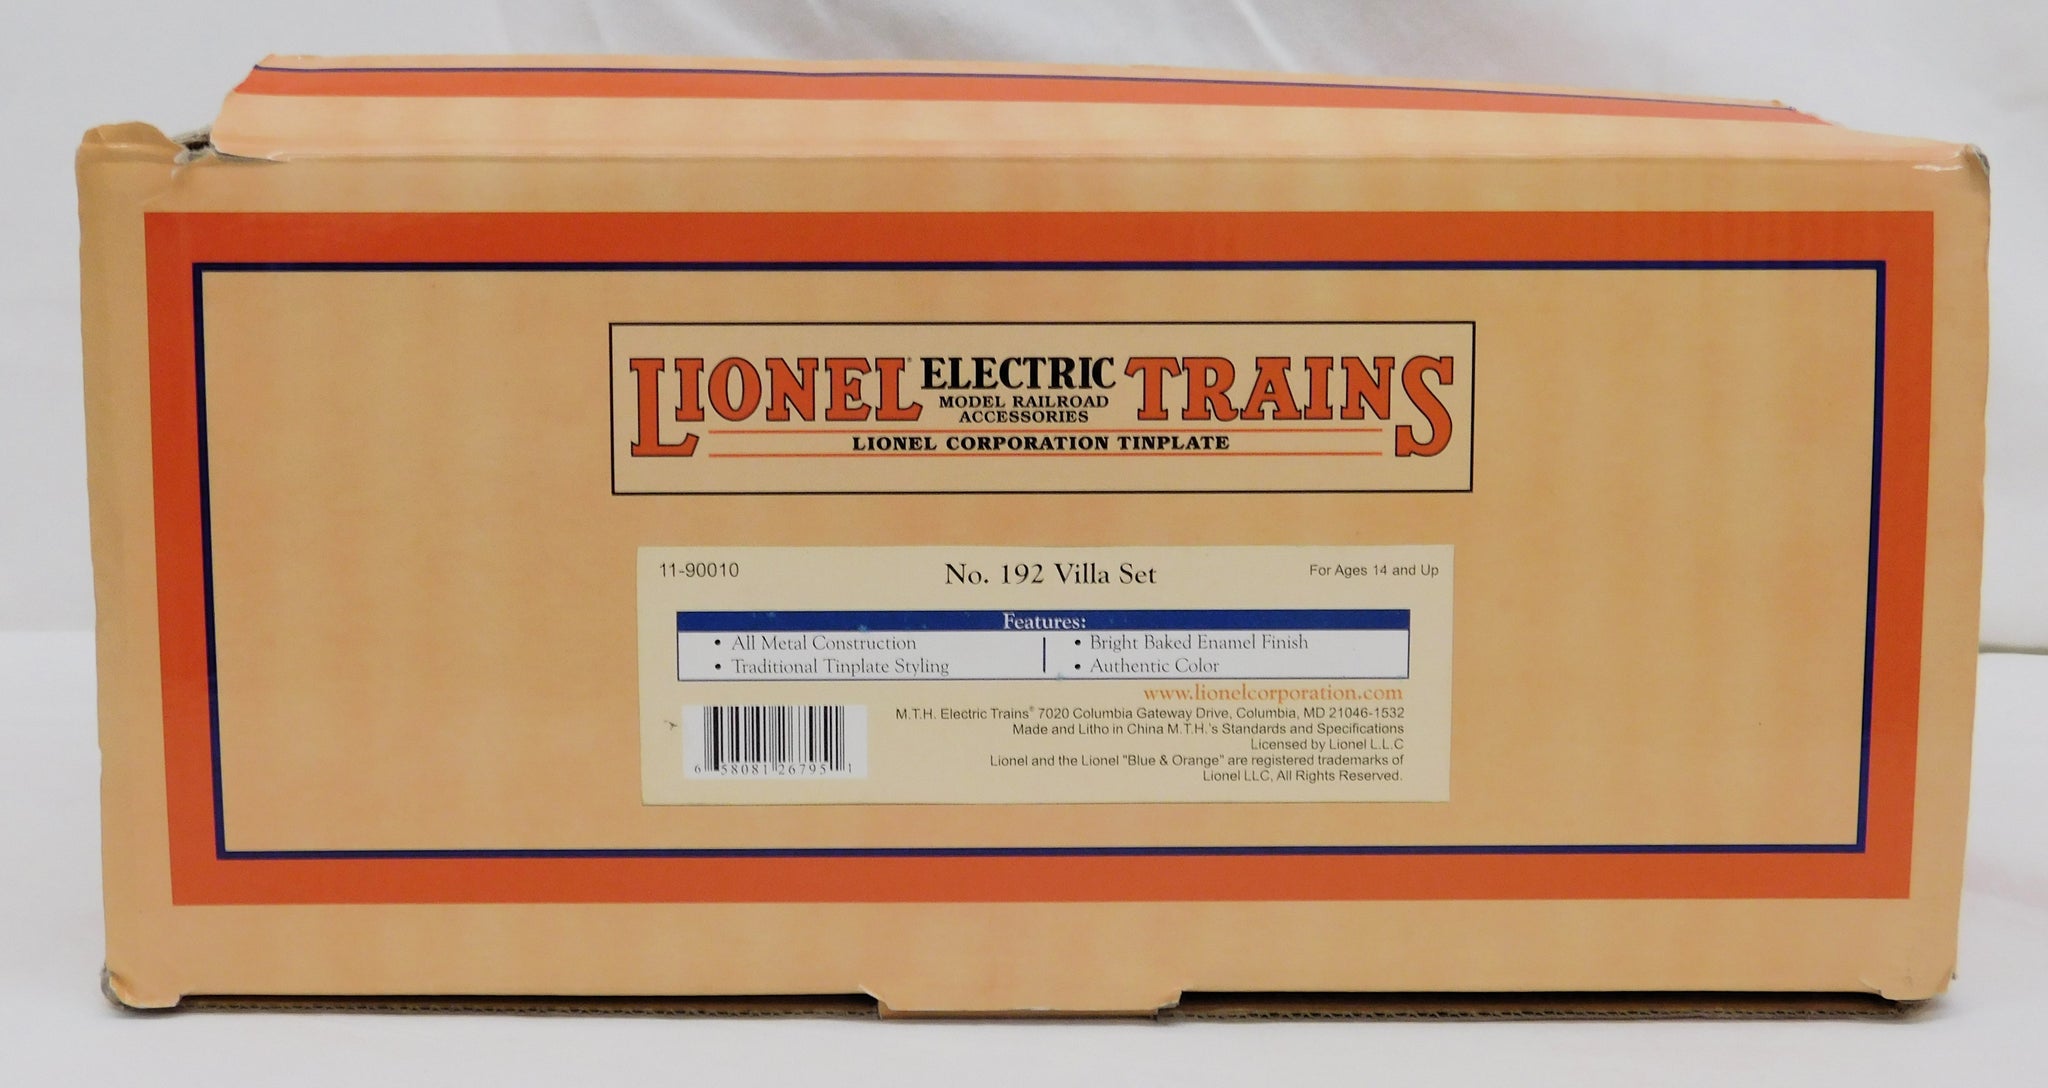 LIONEL® ELECTRIC TRAINS
MODEL RAILROAD
ACCESSORIES
LIONEL CORPORATION TINPLATE
11-90010
No. 192 Villa Set
For Ages 14 and Up
Features:
• All Metal Construction
• Traditional Tinplate Styling
• Bright Baked Enamel Finish
• Authentic Color
www.lionelcorporation.com
M.T.H. Electric Trains® 7020 Columbia Gateway Drive, Columbia, MD 21046-1532
Made and Litho in China M.T.H.'s Standards and Specifications
Licensed by Lionel L.L.C
Lionel and the Lionel "Blue & Orange" are registered trademarks of
Lionel LLC, All Rights Reserved.
6 58081 26795 1